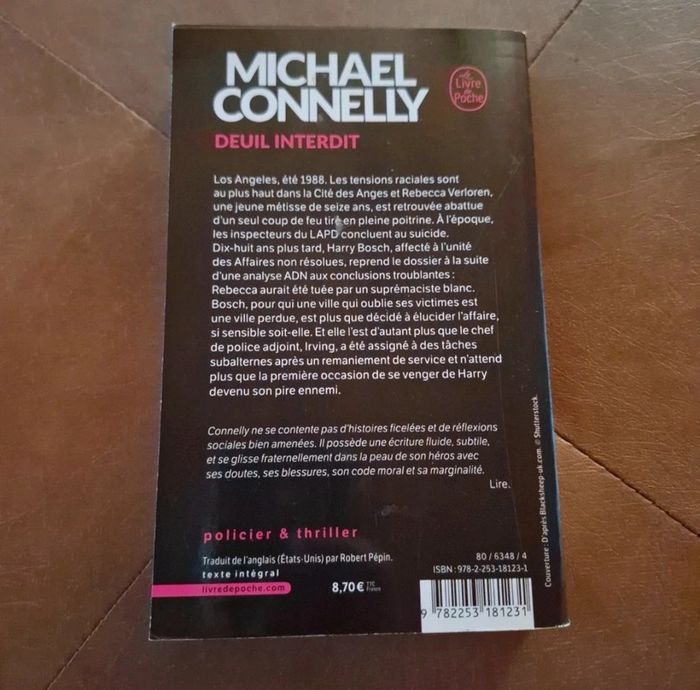 MICHAEL
CONNELLY
Le
Livre
de
Poche
DEUIL INTERDIT
Los Angeles, été 1988. Les tensions raciales sont
au plus haut dans la Cité des Anges et Rebecca Verloren,
une jeune métisse de seize ans, est retrouvée abattue
d'un seul coup de feu tiré en pleine poitrine. À l'époque,
les inspecteurs du LAPD concluent au suicide.
Dix-huit ans plus tard, Harry Bosch, affecté à l'unité
des Affaires non résolues, reprend le dossier à la suite
d'une analyse ADN aux conclusions troublantes :
Rebecca aurait été tuée par un suprémaciste blanc.
Bosch, pour qui une ville qui oublie ses victimes est
une ville perdue, est plus que décidé à élucider l'affaire,
si sensible soit-elle. Et elle l'est d'autant plus que le chef
de police adjoint, Irving, a été assigné à des tâches
subalternes après un remaniement de service et n'attend
plus que la première occasion de se venger de Harry
devenu son pire ennemi.
Connelly ne se contente pas d'histoires ficelées et de réflexions
sociales bien amenées. Il possède une écriture fluide, subtile,
et se glisse fraternellement dans la peau de son héros avec
ses doutes, ses blessures, son code moral et sa marginalité.
Lire.
policier & thriller
Traduit de l'anglais (États-Unis) par Robert Pépin.
texte intégral
livredepoche.com
8,70 € TTC
France
80 / 6348 / 4
ISBN : 978-2-253-18123-1
9 782253 181231
Couverture : D'après Blacksheep-uk.com. © Shutterstock.